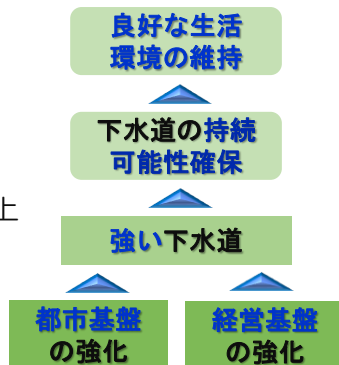 良好な生活
環境の維持
下水道の持続
可能性確保
上
強い下水道
都市基盤
の強化
経営基盤
の強化